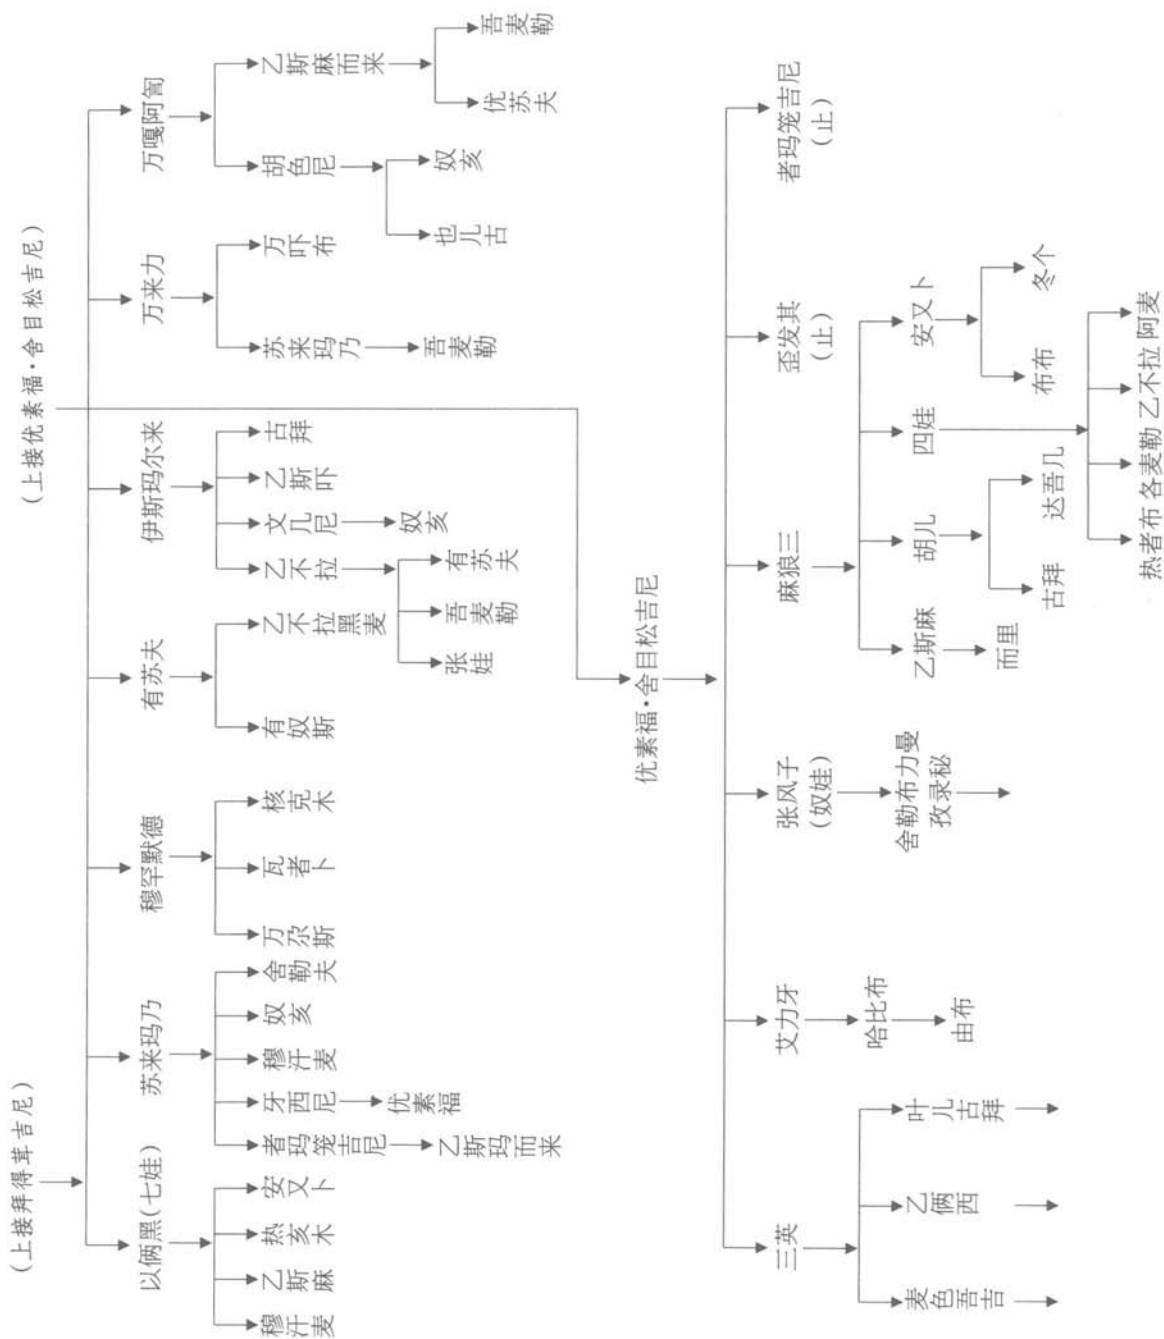 (上接拜得茸吉尼)
(上接优素福·舍目松吉尼)
以俩黑(七娃)
苏来玛乃
穆罕默德
有苏夫
伊斯玛尔来
万来力
万嘎阿訇
穆汗麦
乙斯麻
热亥木
安又卜
者玛笼吉尼
牙西尼
穆汗麦
奴亥
舍勒夫
万尕斯
瓦者卜
核克木
有奴斯
乙不拉黑麦
乙不拉
文儿尼
乙斯吓
古拜
苏来玛乃
万吓布
胡色尼
乙斯麻而来
乙斯玛而来
优素福
张娃
吾麦勒
有苏夫
奴亥
吾麦勒
也儿古
奴亥
优苏夫
吾麦勒
优素福·舍目松吉尼
三英
艾力牙
张风子
(奴娃)
麻狼三
歪发其
(止)
者玛笼吉尼
(止)
麦色吾吉
乙俩西
叶儿古拜
哈比布
由布
舍勒布力曼
孜录秘
乙斯麻
而里
胡儿
四娃
安又卜
古拜
达吾几
布布
冬个
热者布 各麦勒 乙不拉 阿麦